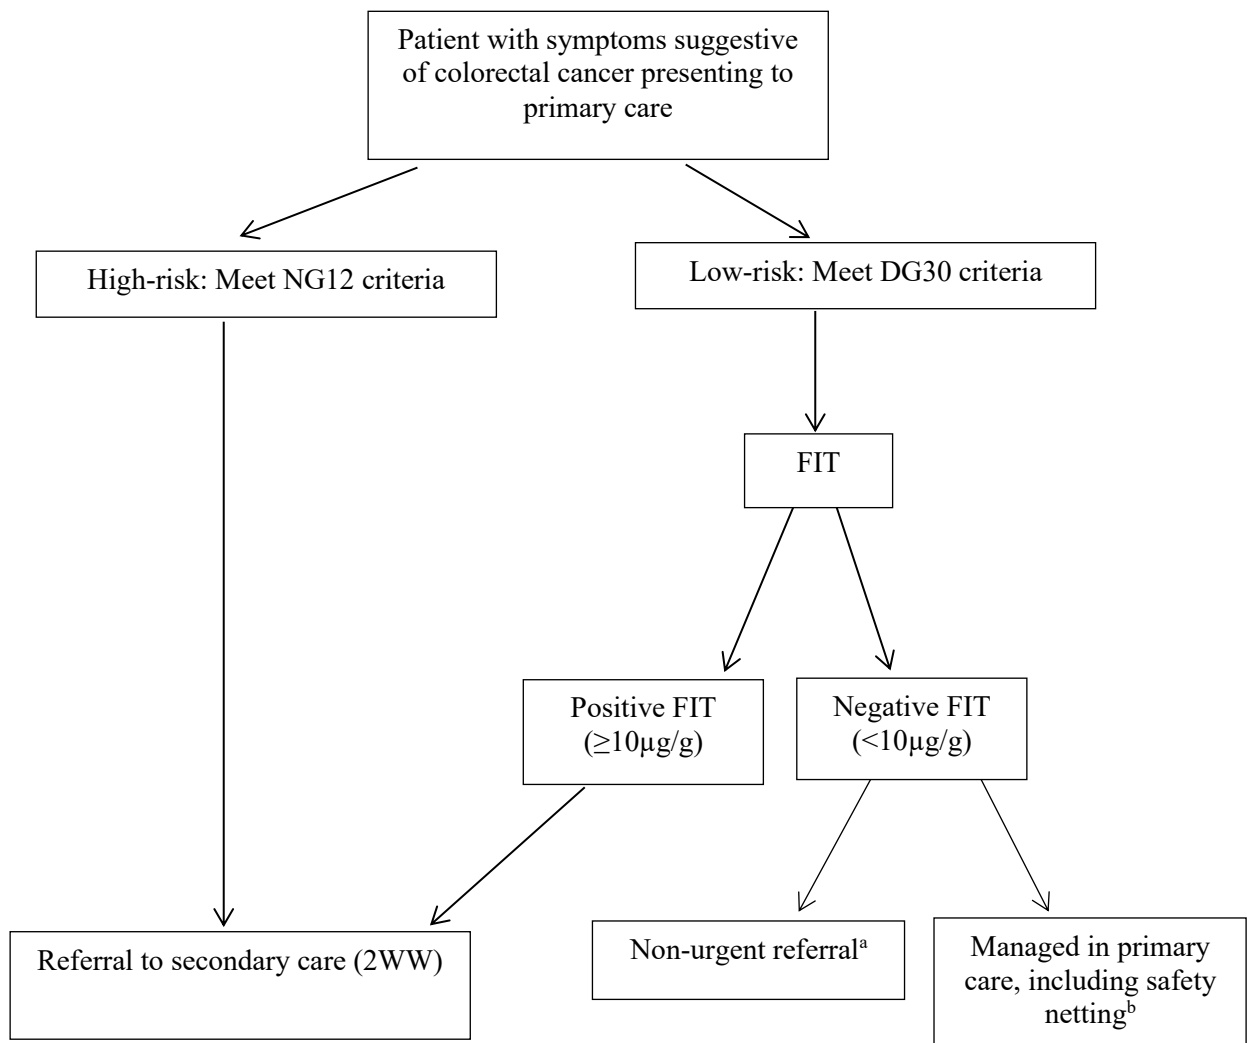 Patient with symptoms suggestive
of colorectal cancer presenting to
primary care
High-risk: Meet NG12 criteria
Low-risk: Meet DG30 criteria
FIT
Positive FIT
(≥10µg/g)
Negative FIT
(<10µg/g)
Referral to secondary care (2WW)
Non-urgent referralᵃ
Managed in primary
care, including safety
nettingᵇ